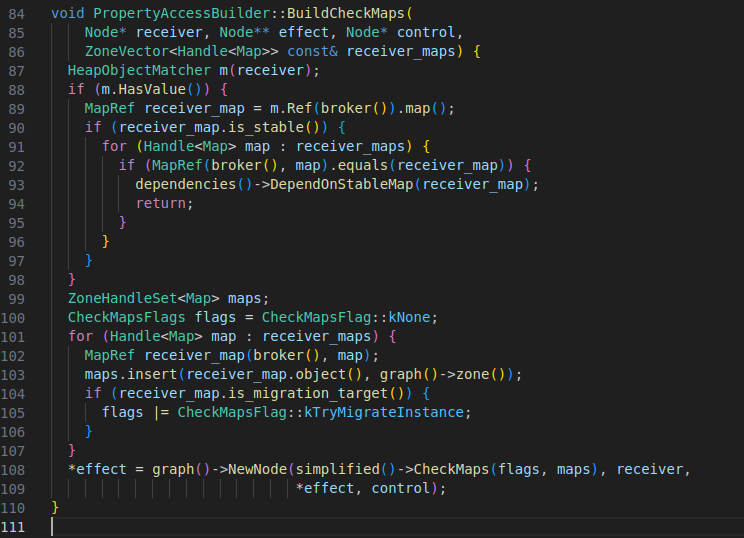 84 void PropertyAccessBuilder::BuildCheckMaps(
85     Node* receiver, Node** effect, Node* control,
86     ZoneVector<Handle<Map>> const& receiver_maps) {
87   HeapObjectMatcher m(receiver);
88   if (m.HasValue()) {
89     MapRef receiver_map = m.Ref(broker()).map();
90     if (receiver_map.is_stable()) {
91       for (Handle<Map> map : receiver_maps) {
92         if (MapRef(broker(), map).equals(receiver_map)) {
93           dependencies()->DependOnStableMap(receiver_map);
94           return;
95         }
96       }
97     }
98   }
99   ZoneHandleSet<Map> maps;
100   CheckMapsFlags flags = CheckMapsFlag::kNone;
101   for (Handle<Map> map : receiver_maps) {
102     MapRef receiver_map(broker(), map);
103     maps.insert(receiver_map.object(), graph()->zone());
104     if (receiver_map.is_migration_target()) {
105       flags |= CheckMapsFlag::kTryMigrateInstance;
106     }
107   }
108   *effect = graph()->NewNode(simplified()->CheckMaps(flags, maps), receiver,
109                              *effect, control);
110 }
111